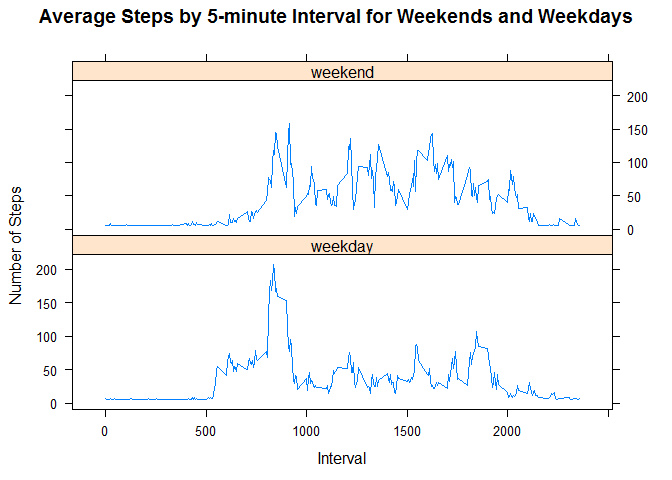 Average Steps by 5-minute Interval for Weekends and Weekdays
weekend
200
150
100
50
0
Number of Steps
weekday
200
150
100
50
0
0 500 1000 1500 2000
Interval